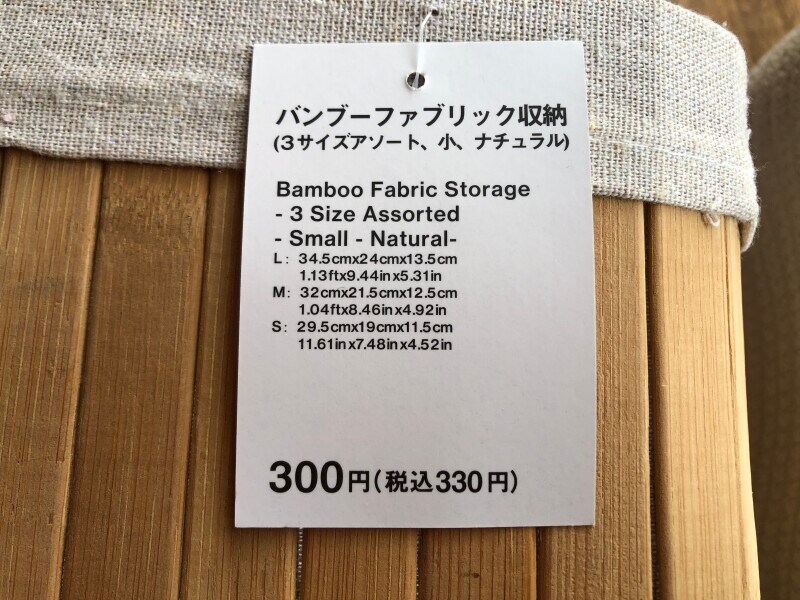 バンブーファブリック収納
(3サイズアソート、小、ナチュラル)
Bamboo Fabric Storage
- 3 Size Assorted
- Small - Natural-
L: 34.5cmx24cmx13.5cm
1.13ftx9.44inx5.31in
M: 32cmx21.5cmx12.5cm
1.04ftx8.46inx4.92in
S: 29.5cmx19cmx11.5cm
11.61inx7.48inx4.52in
300円(税込330円)